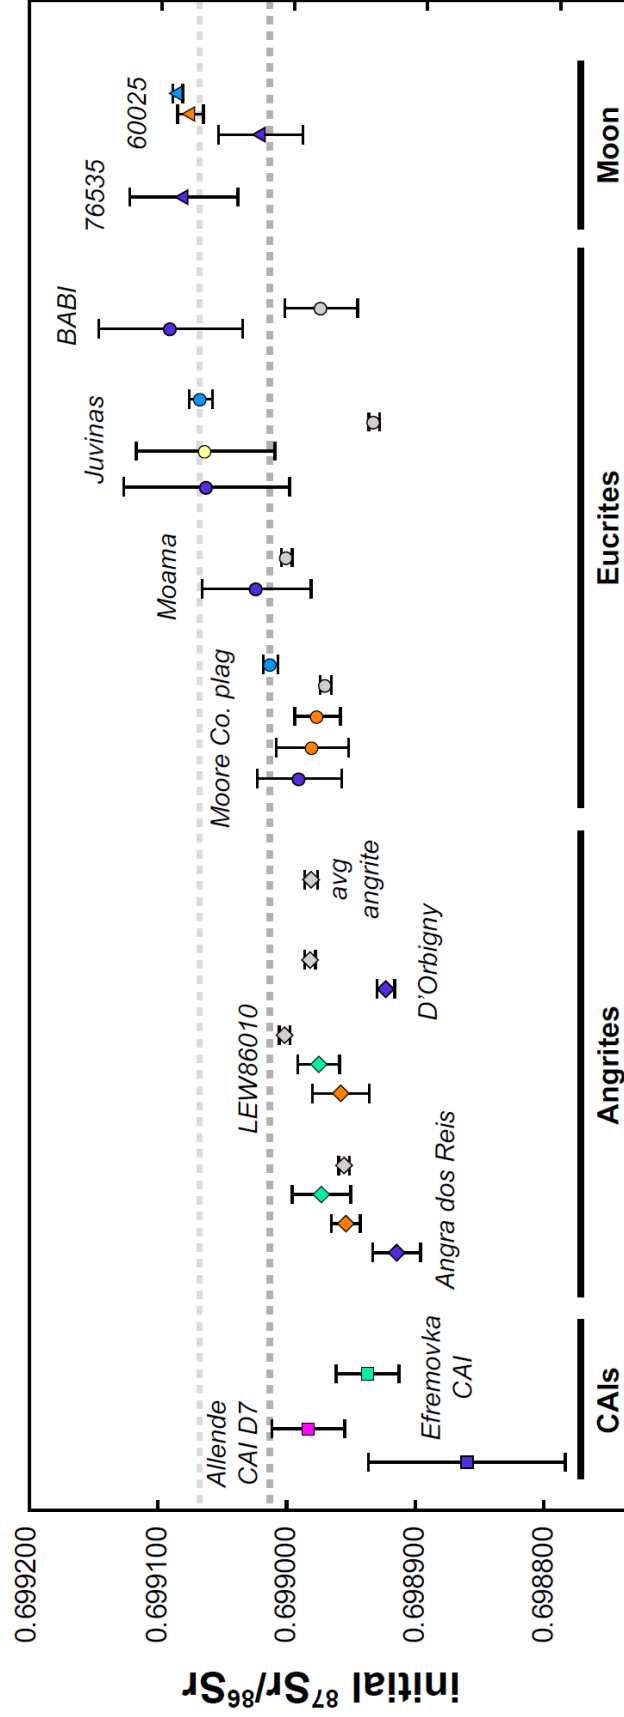 initial ⁸⁷Sr/⁸⁶Sr
0.699200
0.699100
0.699000
0.698900
0.698800
Allende
CAI D7
Efremovka
CAI
Angra dos Reis
LEW86010
D'Orbigny
avg
angrite
Moore Co. plag
Moama
Juvinas
BABI
76535
60025
CAIs
Angrites
Eucrites
Moon